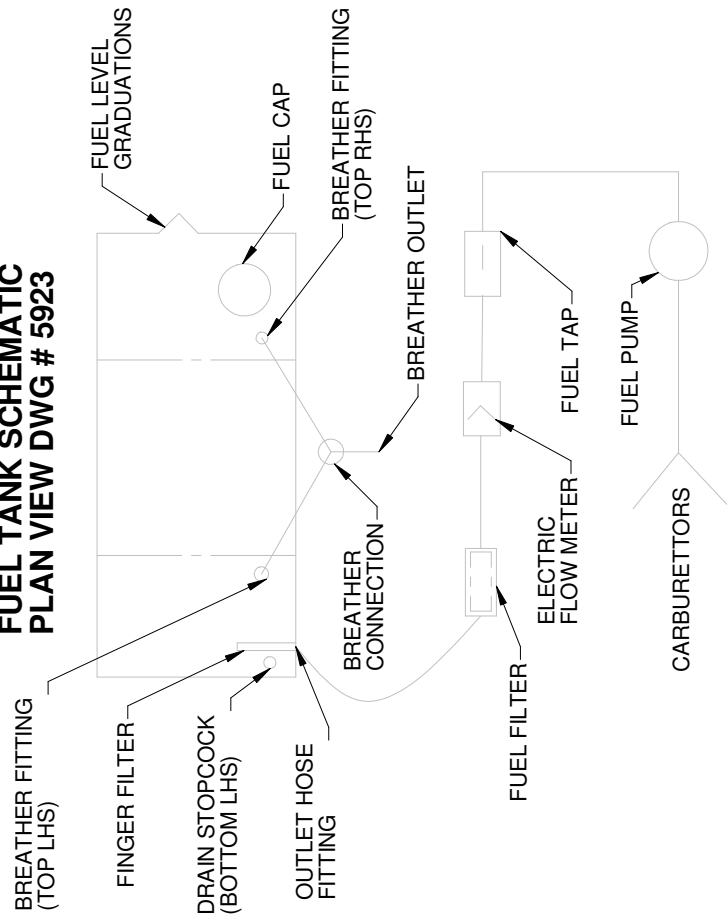 FUEL TANK SCHEMATIC
PLAN VIEW DWG # 5923
BREATHER FITTING
(TOP LHS)
FINGER FILTER
DRAIN STOPCOCK
(BOTTOM LHS)
OUTLET HOSE
FITTING
FUEL LEVEL
GRADUATIONS
FUEL CAP
BREATHER FITTING
(TOP RHS)
BREATHER OUTLET
BREATHER
CONNECTION
FUEL FILTER
ELECTRIC
FLOW METER
FUEL TAP
FUEL PUMP
CARBURETTORS